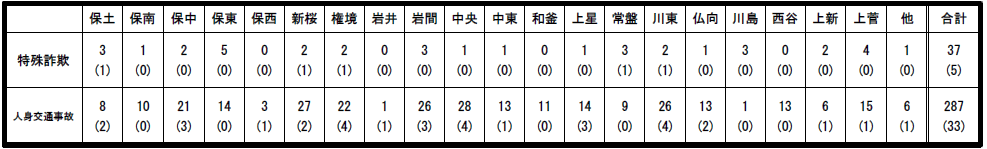 保土 保南 保中 保東 保西 新桜 権境 岩井 岩間 中央 中東 和釜 上星 常盤 川東 仏向 川島 西谷 上新 上菅 他 合計
特殊詐欺 3 1 2 5 0 2 2 0 3 1 1 0 1 3 2 1 3 0 2 4 1 37
(1) (0) (0) (0) (0) (1) (1) (0) (0) (0) (0) (0) (0) (1) (1) (0) (0) (0) (0) (0) (0) (5)
人身交通事故 8 10 21 14 3 27 22 1 26 28 13 11 14 9 26 13 1 13 6 15 6 287
(2) (0) (3) (0) (1) (2) (4) (1) (3) (4) (1) (0) (3) (0) (4) (2) (0) (0) (1) (1) (1) (33)